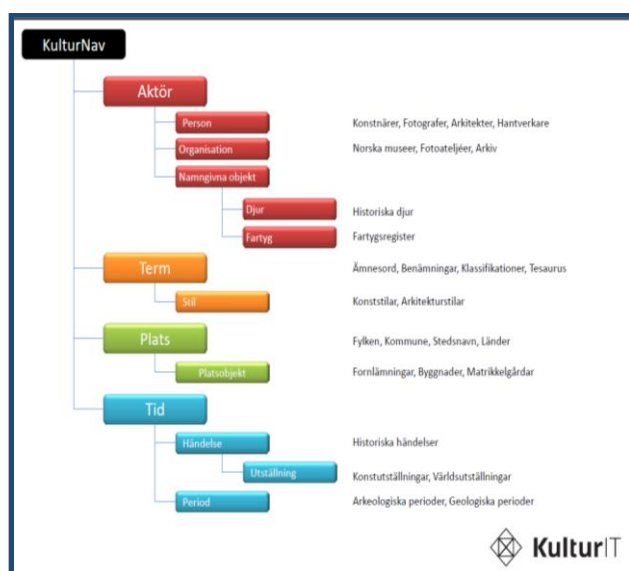 KulturNav
Aktör
Person Konstnärer, Fotografer, Arkitekter, Hantverkare
Organisation Norska museer, Fotoateljéer, Arkiv
Namngivna objekt
Djur Historiska djur
Fartyg Fartygsregister
Term Ämnesord, Benämningar, Klassifikationer, Tesaurus
Stil Konststilar, Arkitekturstilar
Plats Fylken, Kommune, Stedsnavn, Länder
Platsobjekt Fornlämningar, Byggnader, Matrikkelgårdar
Tid
Händelse Historiska händelser
Utställning Konstutställningar, Världsutställningar
Period Arkeologiska perioder, Geologiska perioder
KulturIT